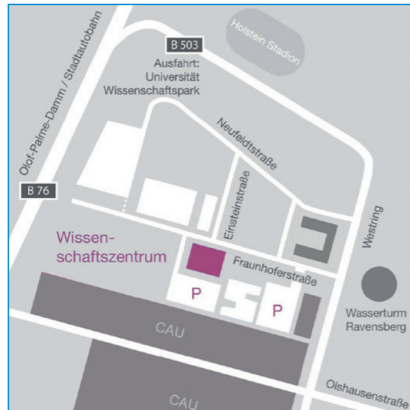 Holstein Stadion
B 503
Ausfahrt:
Universität
Wissenschaftspark
Olof-Palme-Damm / Stadtautobahn
Neufeldtstraße
B 76
Einsteinstraße
Westring
Wissen-
schaftszentrum
Fraunhoferstraße
P
P
Wasserturm
Ravensberg
CAU
Olshausenstraße
CAU